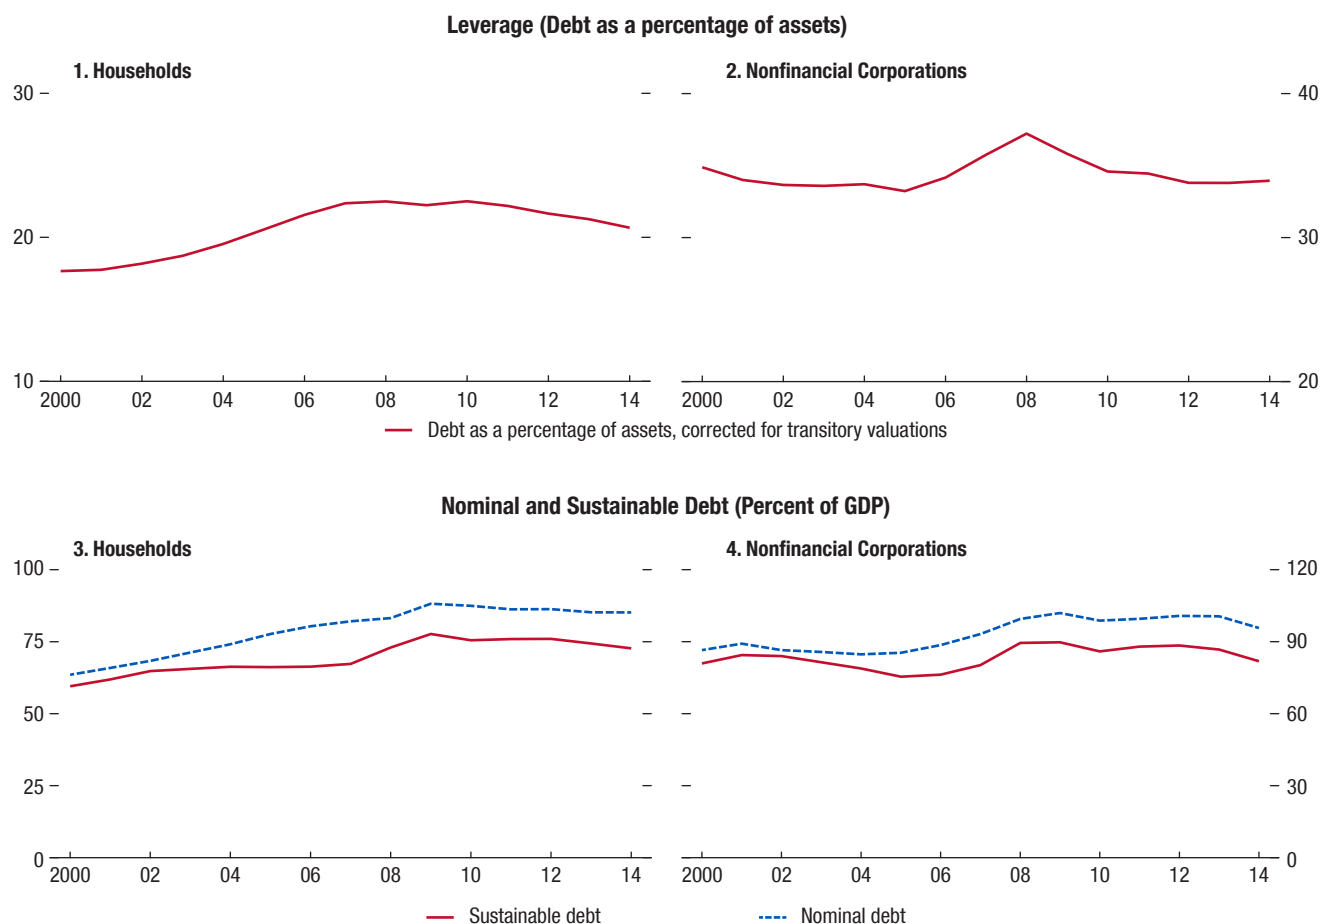 Leverage (Debt as a percentage of assets)
1. Households
30
20
10
2000 02 04 06 08 10 12 14
2. Nonfinancial Corporations
40
30
20
2000 02 04 06 08 10 12 14
Debt as a percentage of assets, corrected for transitory valuations
Nominal and Sustainable Debt (Percent of GDP)
3. Households
100
75
50
25
0
2000 02 04 06 08 10 12 14
4. Nonfinancial Corporations
120
90
60
30
0
2000 02 04 06 08 10 12 14
Sustainable debt
Nominal debt